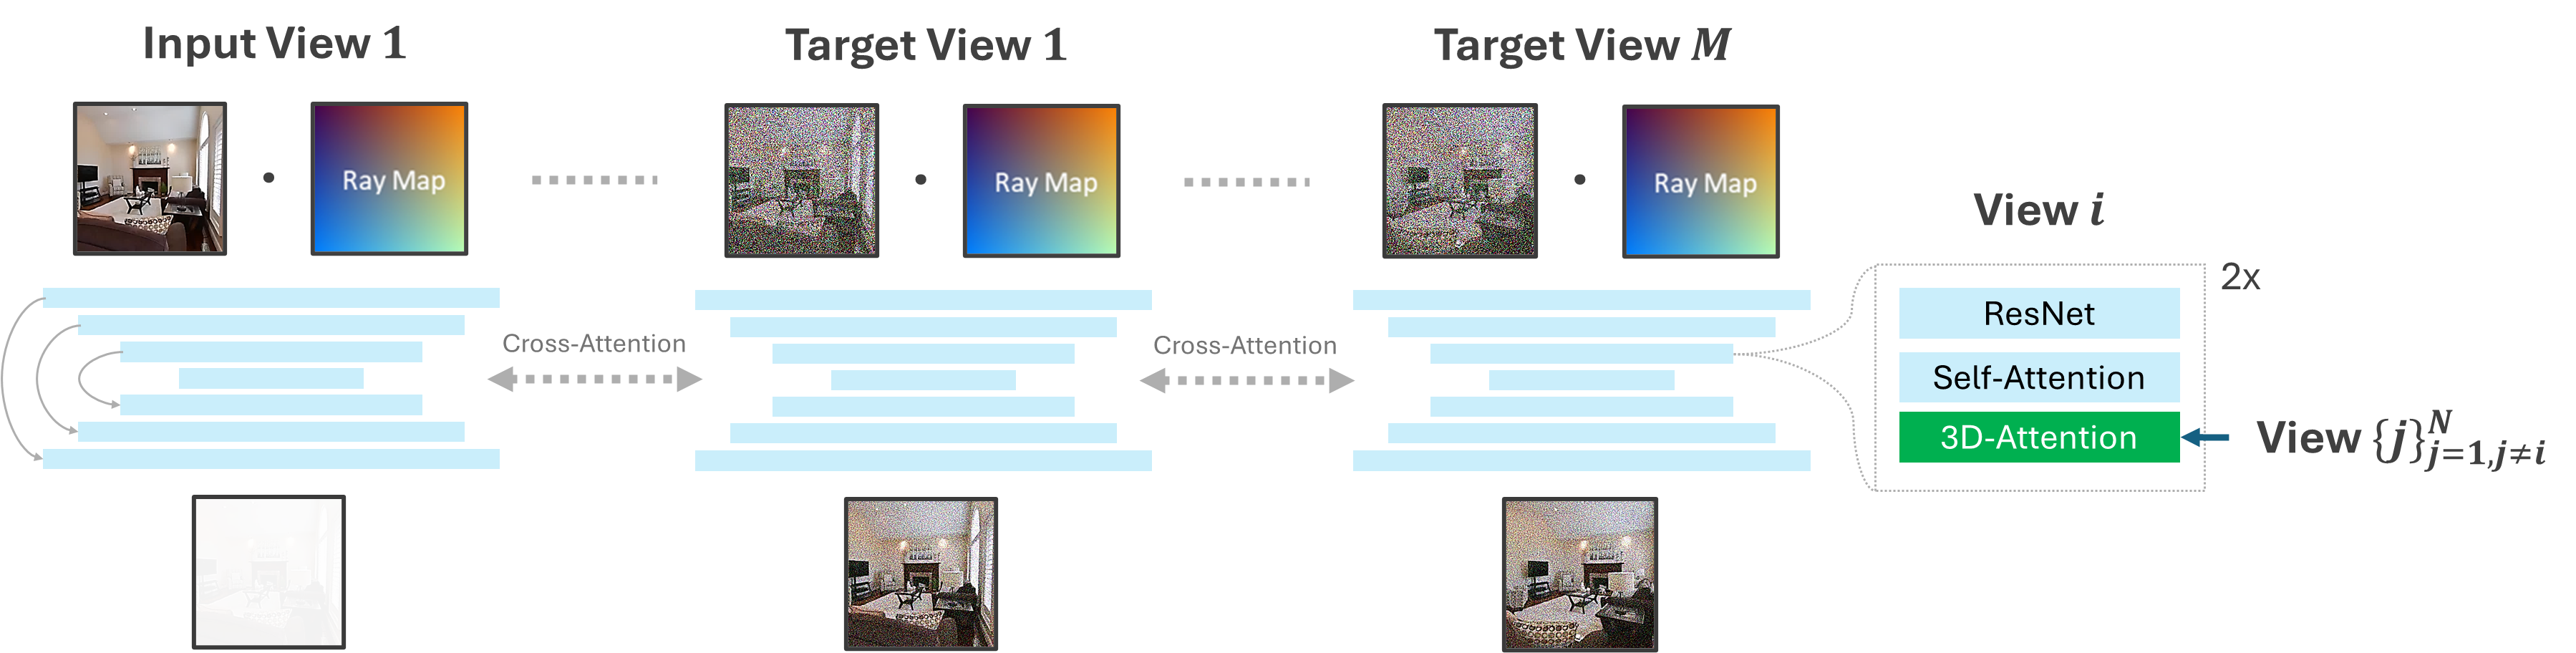 Input View 1
Target View 1
Target View M
Ray Map
Ray Map
Ray Map
View i
2x
ResNet
Cross-Attention
Cross-Attention
Self-Attention
3D-Attention
View {j}_{j=1,j≠i}^{N}